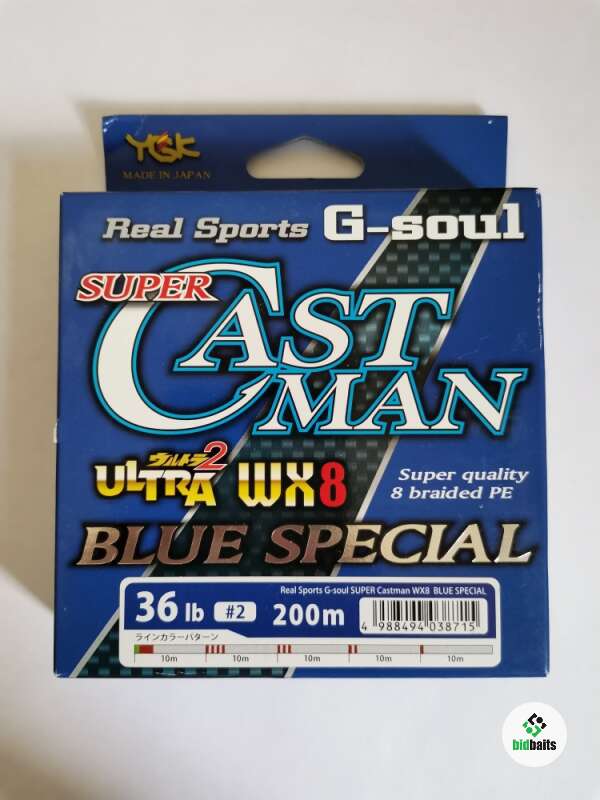 YGK
MADE IN JAPAN
Real Sports G-soul
SUPER
CAST
MAN
ウルトラ2
ULTRA WX8
Super quality
8 braided PE
BLUE SPECIAL
Real Sports G-soul SUPER Castman WX8 BLUE SPECIAL
36 lb #2 200m
4 988494 038715
ラインカラーパターン
10m 10m 10m 10m 10m
bidbaits